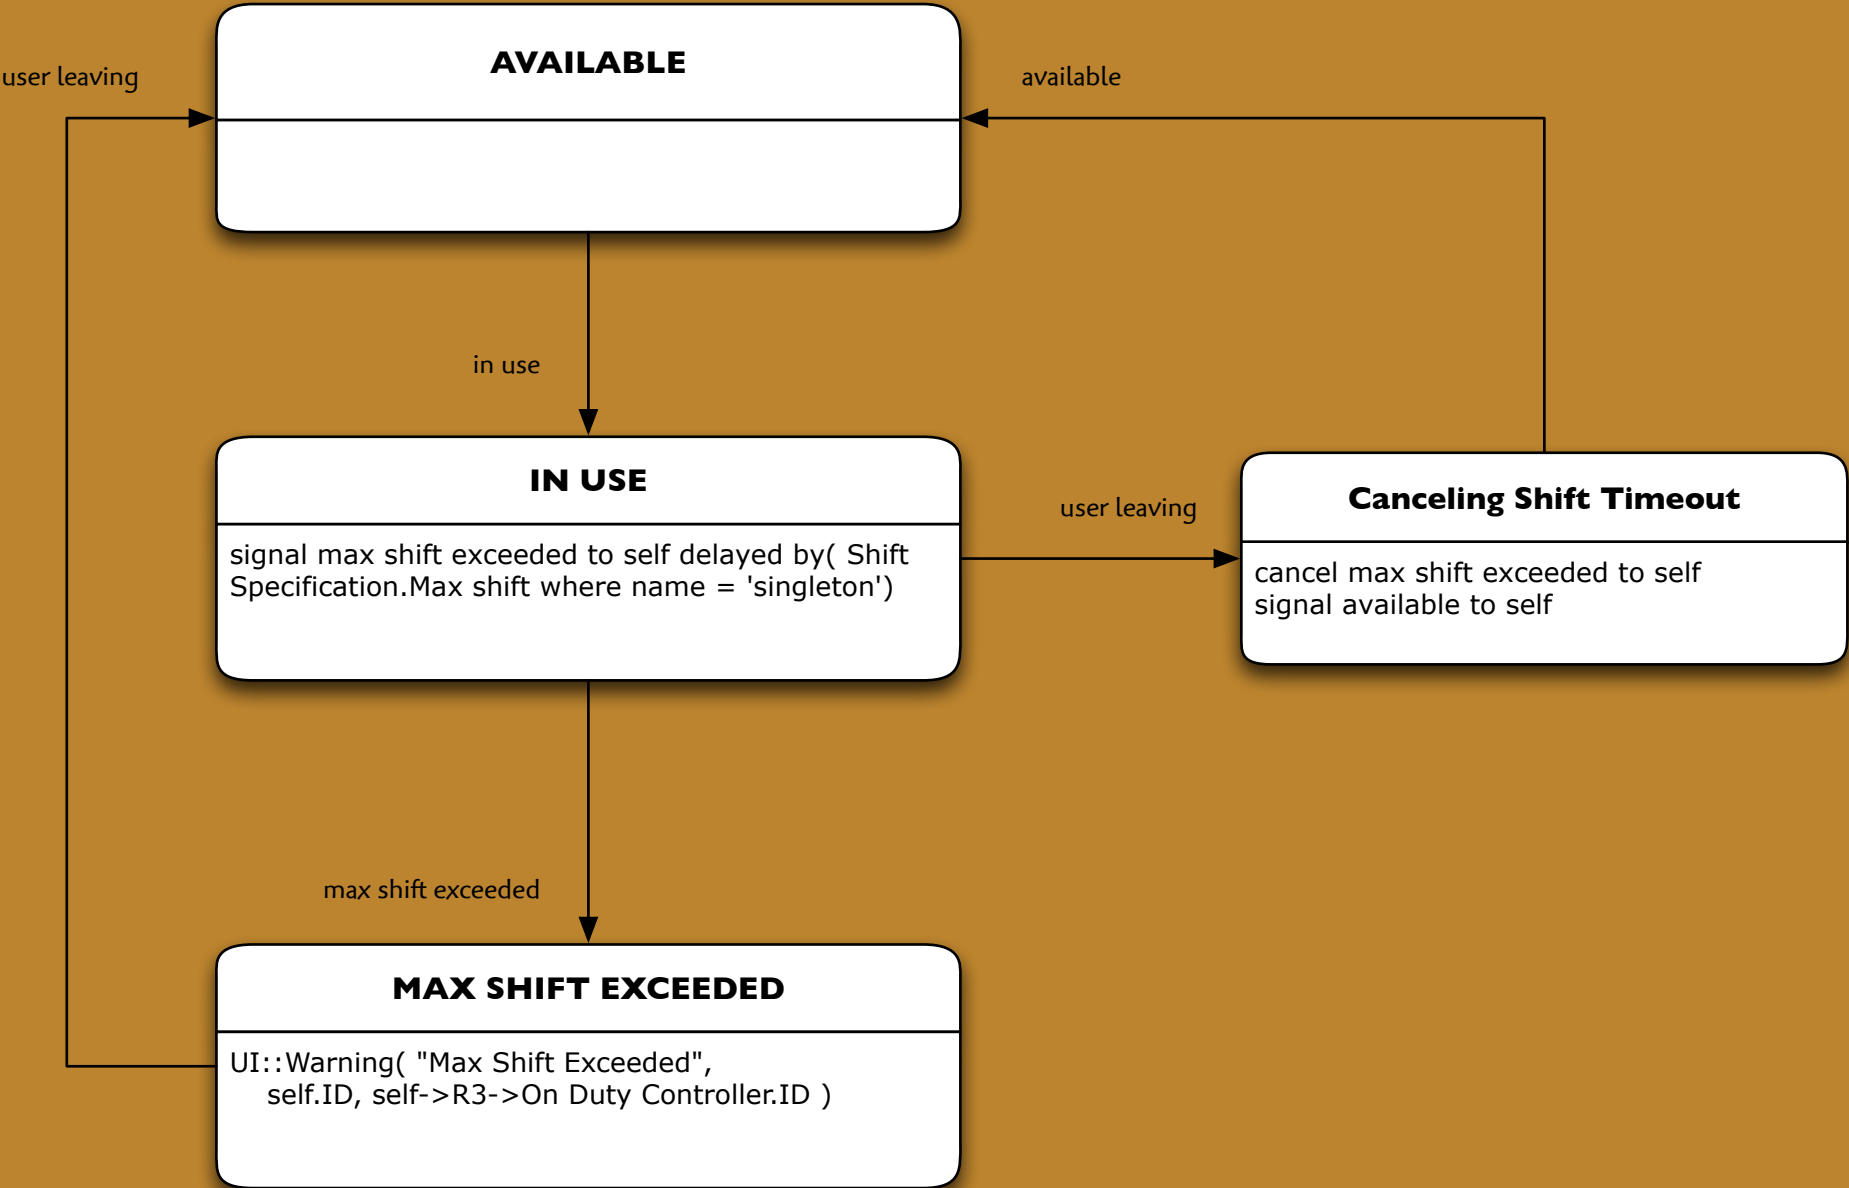 AVAILABLE
user leaving
available
in use
IN USE
signal max shift exceeded to self delayed by( Shift
Specification.Max shift where name = 'singleton')
user leaving
Canceling Shift Timeout
cancel max shift exceeded to self
signal available to self
max shift exceeded
MAX SHIFT EXCEEDED
UI::Warning( "Max Shift Exceeded",
self.ID, self->R3->On Duty Controller.ID )